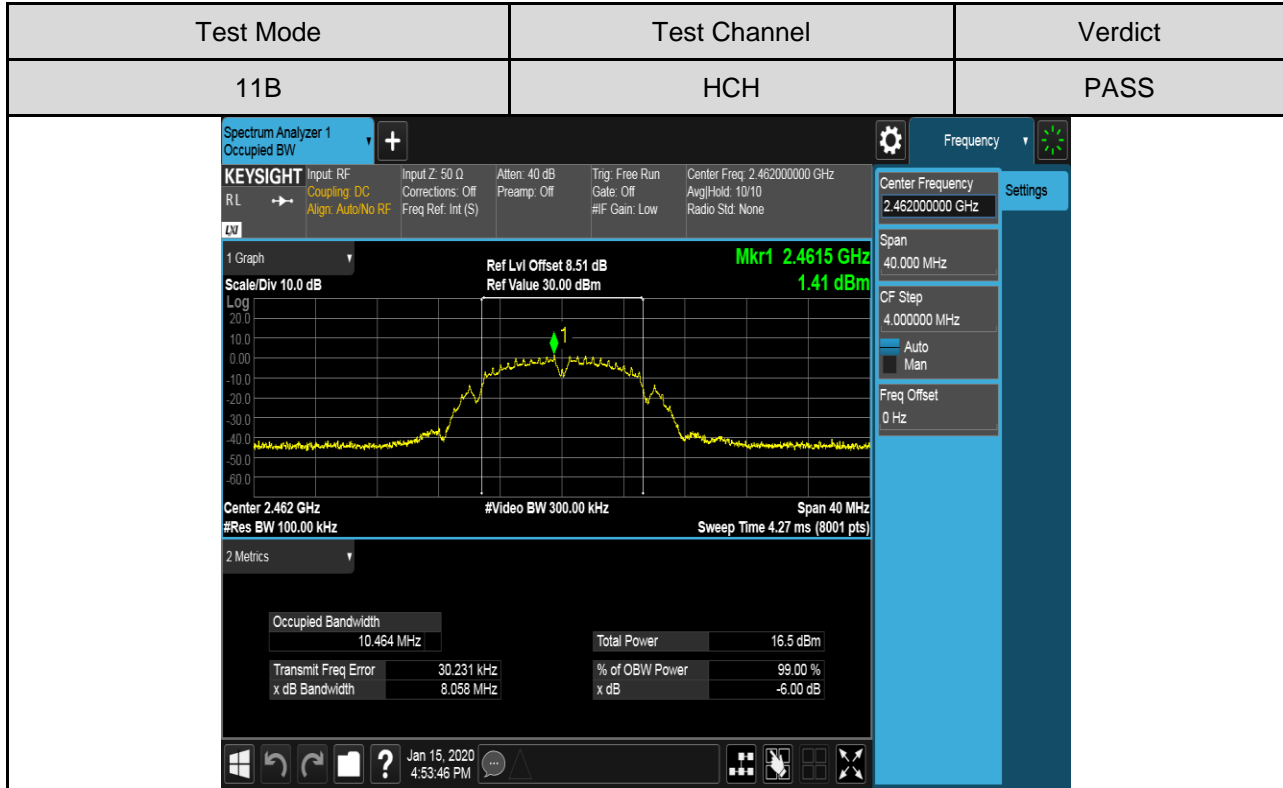 Test Mode Test Channel Verdict
11B HCH PASS
Spectrum Analyzer 1
Occupied BW
+
Frequency
KEYSIGHT
RL
LXI
Input: RF
Coupling: DC
Align: Auto/No RF
Input Z: 50 Ω
Corrections: Off
Freq Ref: Int (S)
Atten: 40 dB
Preamp: Off
Trig: Free Run
Gate: Off
#IF Gain: Low
Center Freq: 2.462000000 GHz
Avg|Hold: 10/10
Radio Std: None
Center Frequency
2.462000000 GHz
Settings
Span
40.000 MHz
CF Step
4.000000 MHz
Auto
Man
Freq Offset
0 Hz
1 Graph
Scale/Div 10.0 dB
Ref Lvl Offset 8.51 dB
Ref Value 30.00 dBm
Mkr1 2.4615 GHz
1.41 dBm
Log
20.0
10.0
0.00
-10.0
-20.0
-30.0
-40.0
-50.0
-60.0
1
Center 2.462 GHz
#Res BW 100.00 kHz
#Video BW 300.00 kHz
Span 40 MHz
Sweep Time 4.27 ms (8001 pts)
2 Metrics
Occupied Bandwidth
10.464 MHz
Total Power 16.5 dBm
Transmit Freq Error 30.231 kHz
% of OBW Power 99.00 %
x dB Bandwidth 8.058 MHz
x dB -6.00 dB
?
Jan 15, 2020
4:53:46 PM